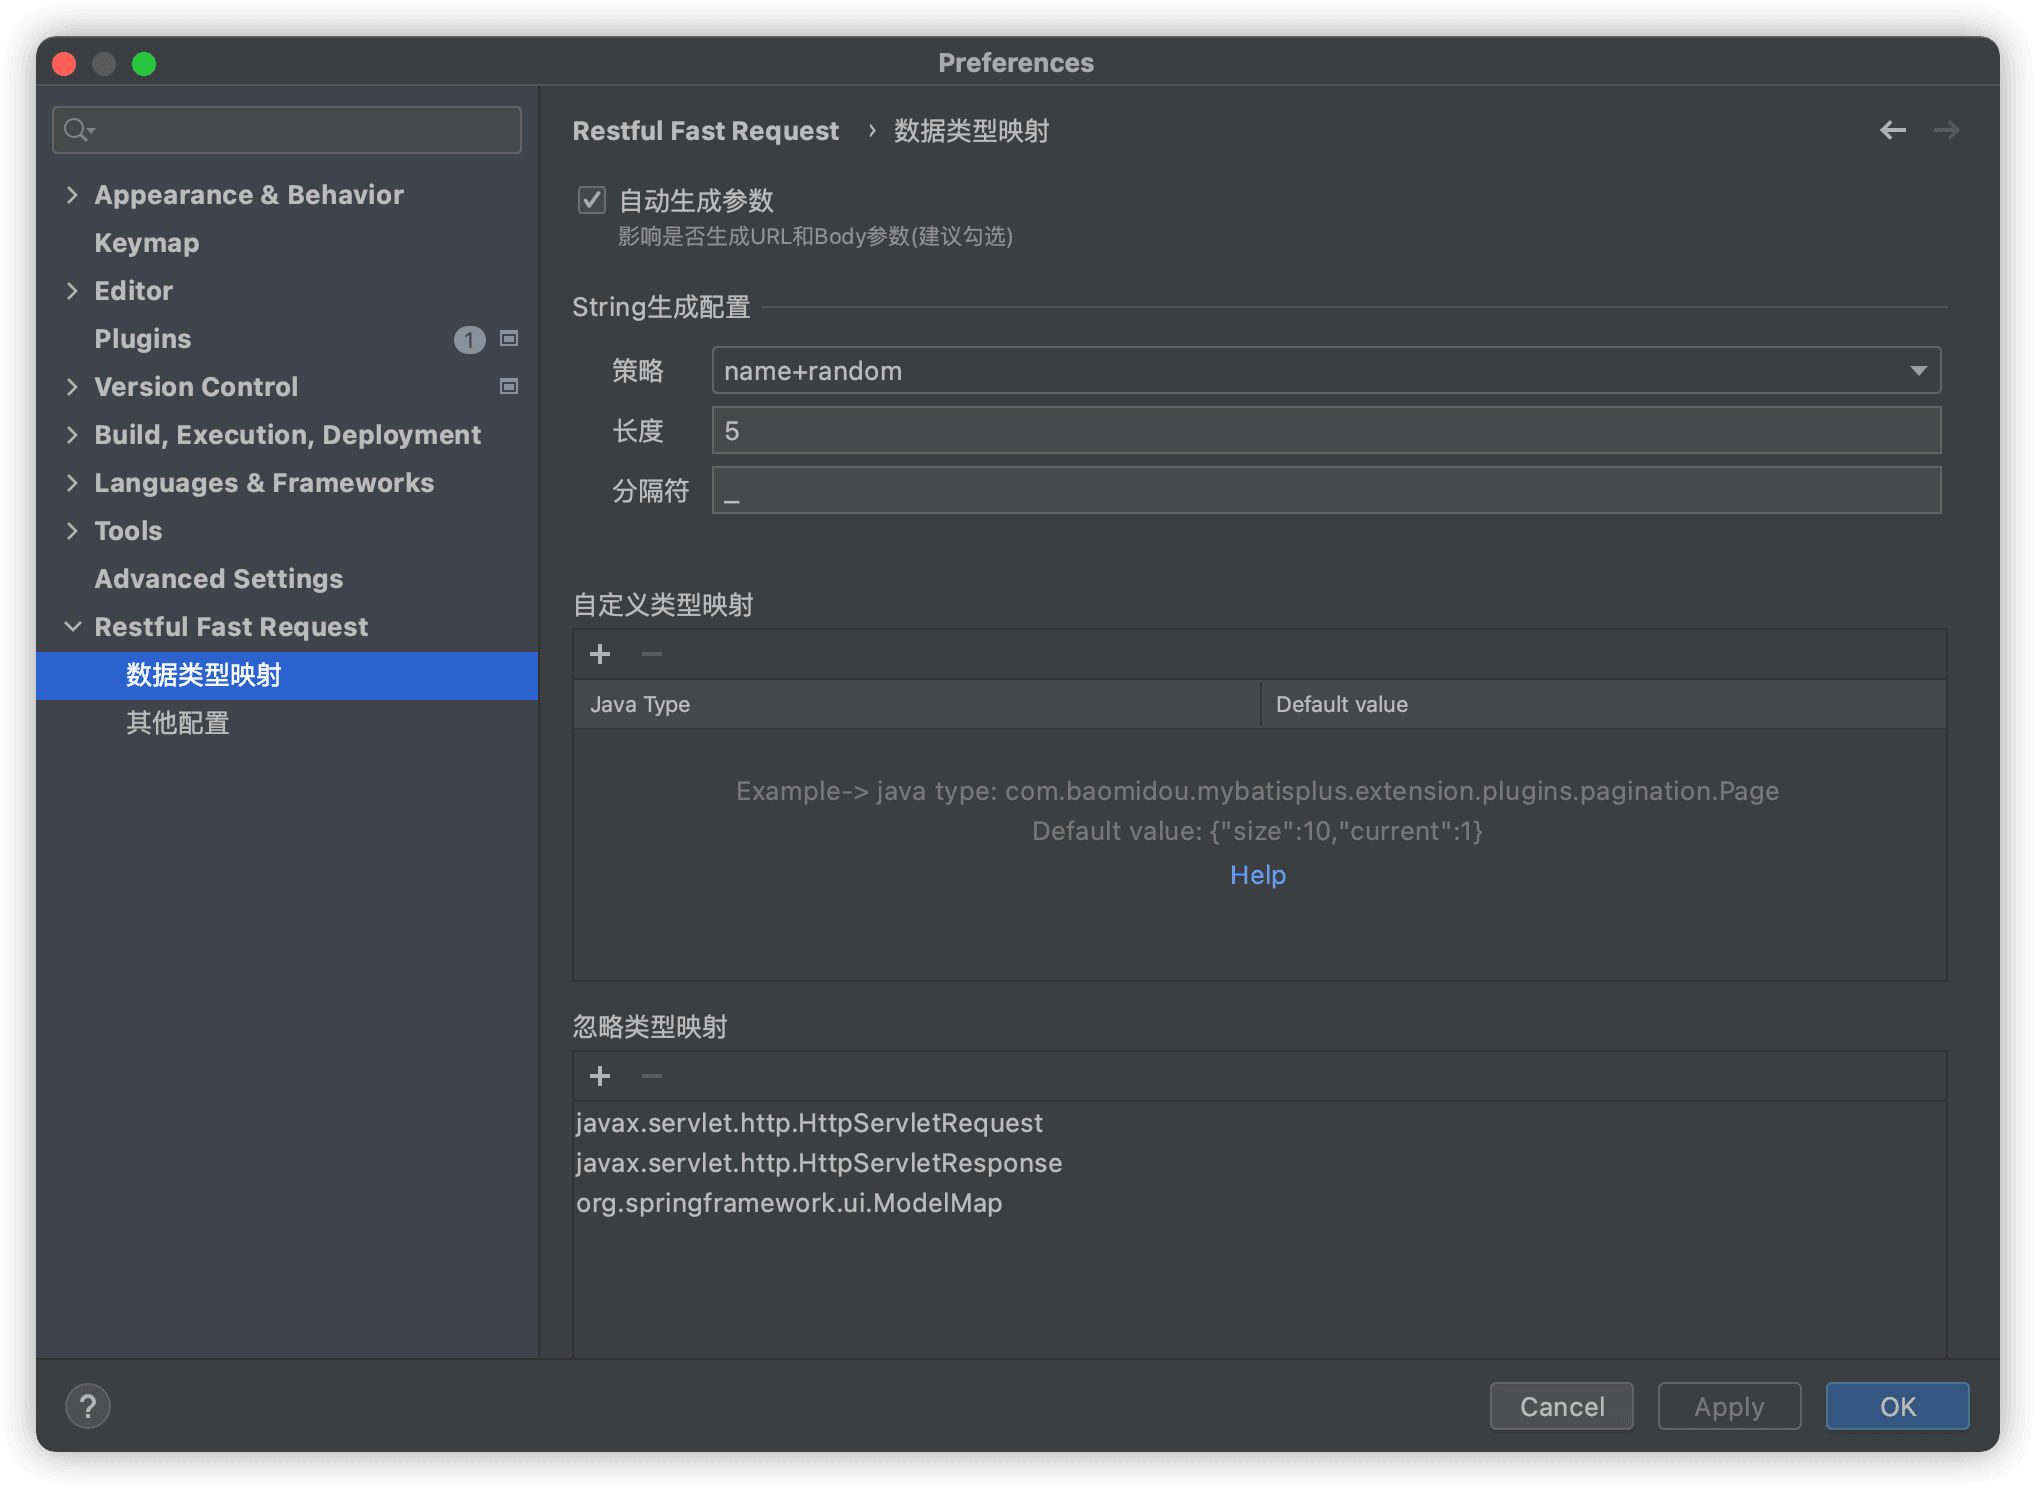 Preferences
Appearance & Behavior
Keymap
Editor
Plugins 1
Version Control
Build, Execution, Deployment
Languages & Frameworks
Tools
Advanced Settings
Restful Fast Request
数据类型映射
其他配置
Restful Fast Request › 数据类型映射
自动生成参数
影响是否生成URL和Body参数(建议勾选)
String生成配置
策略 name+random
长度 5
分隔符 _
自定义类型映射
Java Type Default value
Example-> java type: com.baomidou.mybatisplus.extension.plugins.pagination.Page
Default value: {"size":10,"current":1}
Help
忽略类型映射
javax.servlet.http.HttpServletRequest
javax.servlet.http.HttpServletResponse
org.springframework.ui.ModelMap
? Cancel Apply OK